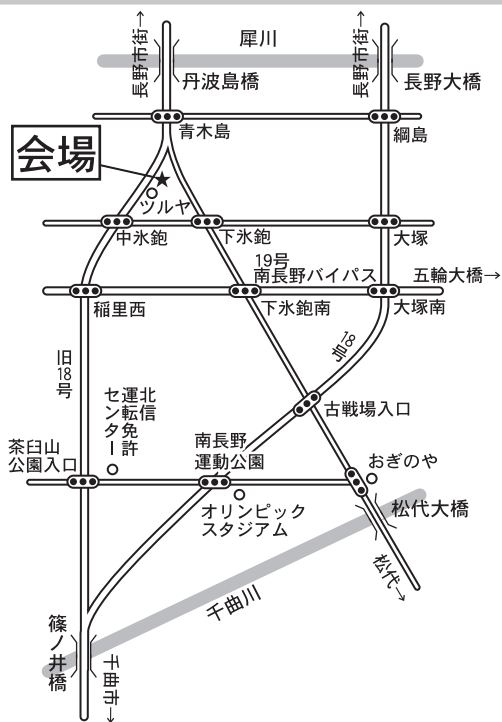 長野市街→
犀川
長野市街→
丹波島橋
長野大橋
青木島
綱島
会場
ツルヤ
中氷鉋
下氷鉋
大塚
19号
南長野バイパス
五輪大橋→
稲里西
下氷鉋南
大塚南
18号
旧18号
古戦場入口
北信
運転免許
センター
茶臼山
公園入口
南長野
運動公園
おぎのや
オリンピック
スタジアム
松代大橋
松代→
千曲川
篠ノ井橋
千曲市→